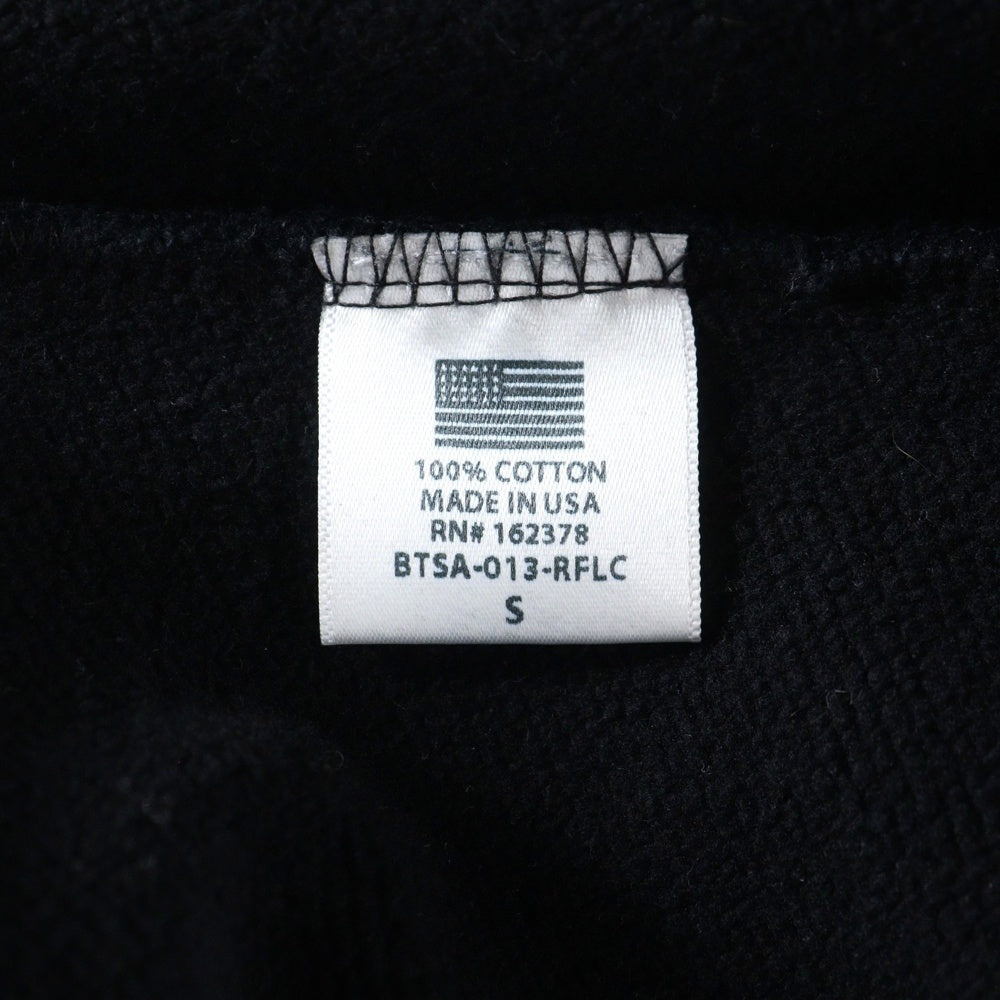 100% COTTON
MADE IN USA
RN# 162378
BTSA-013-RFLC
S